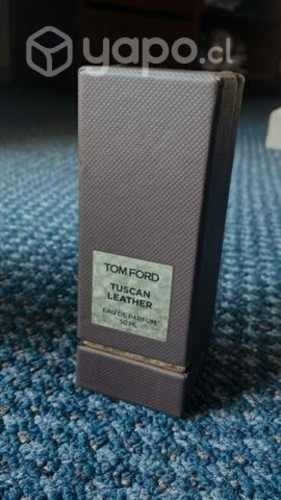 yapo.cl
TOM FORD
TUSCAN
LEATHER
EAU DE PARFUM
50 ML